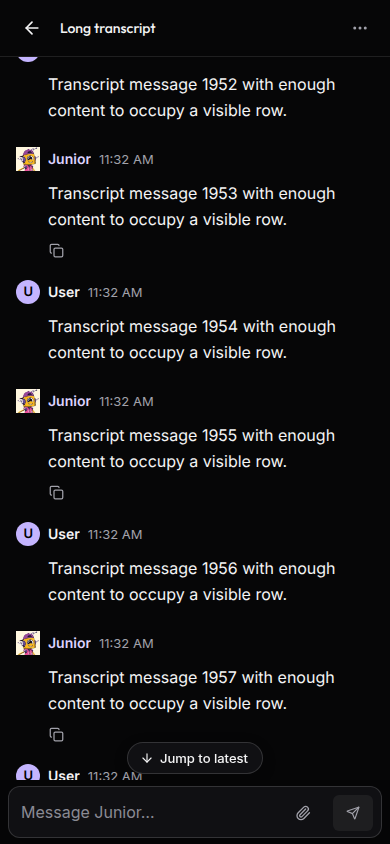 Long transcript
Transcript message 1952 with enough
content to occupy a visible row.
Junior 11:32 AM
Transcript message 1953 with enough
content to occupy a visible row.
U User 11:32 AM
Transcript message 1954 with enough
content to occupy a visible row.
Junior 11:32 AM
Transcript message 1955 with enough
content to occupy a visible row.
U User 11:32 AM
Transcript message 1956 with enough
content to occupy a visible row.
Junior 11:32 AM
Transcript message 1957 with enough
content to occupy a visible row.
Jump to latest
U User 11:32 AM
Message Junior...